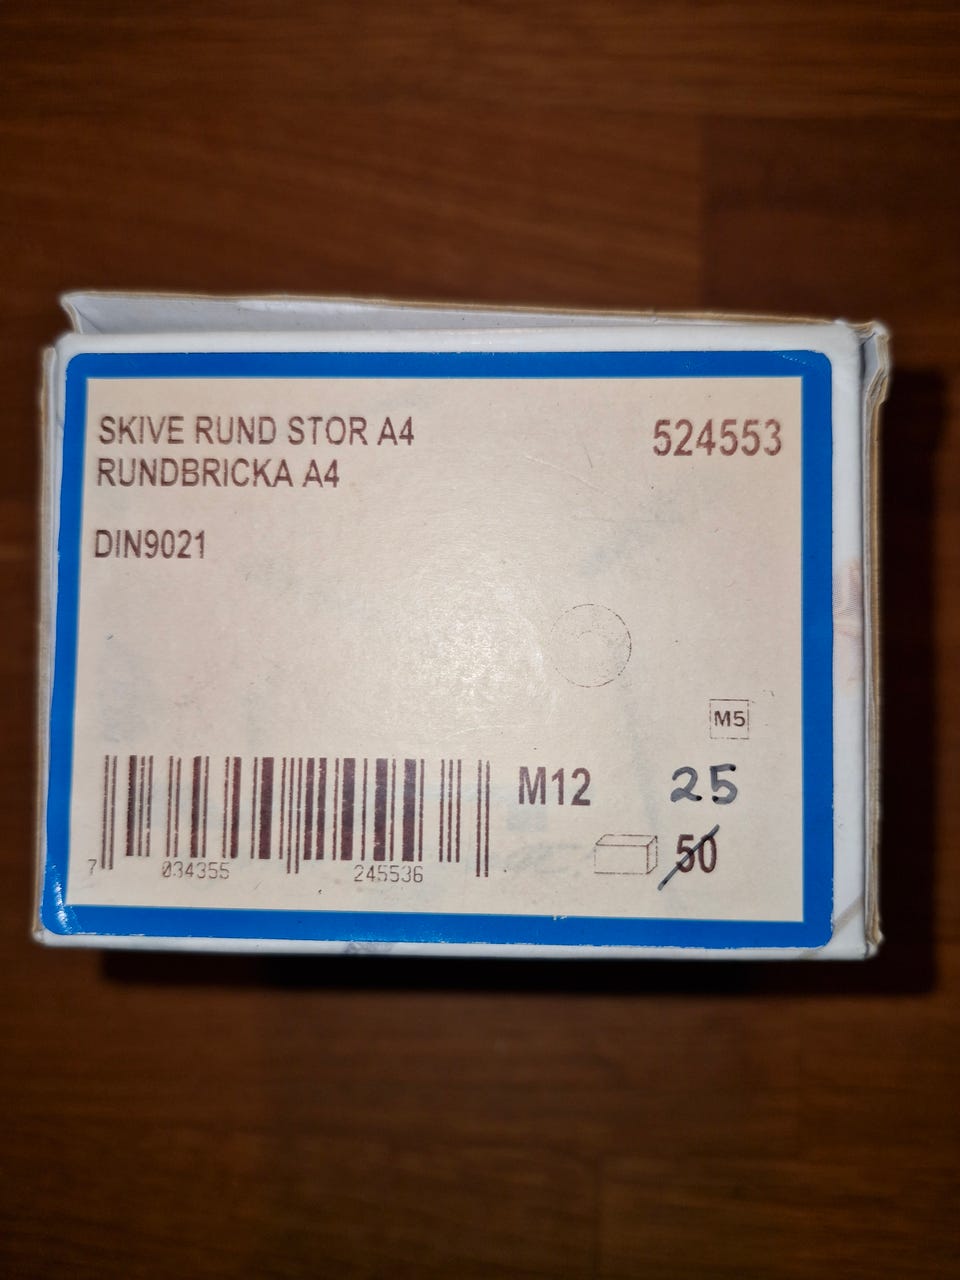 SKIVE RUND STOR A4
524553
RUNDBRICKA A4
DIN9021
M5
M12
25
50
7 034355 245536